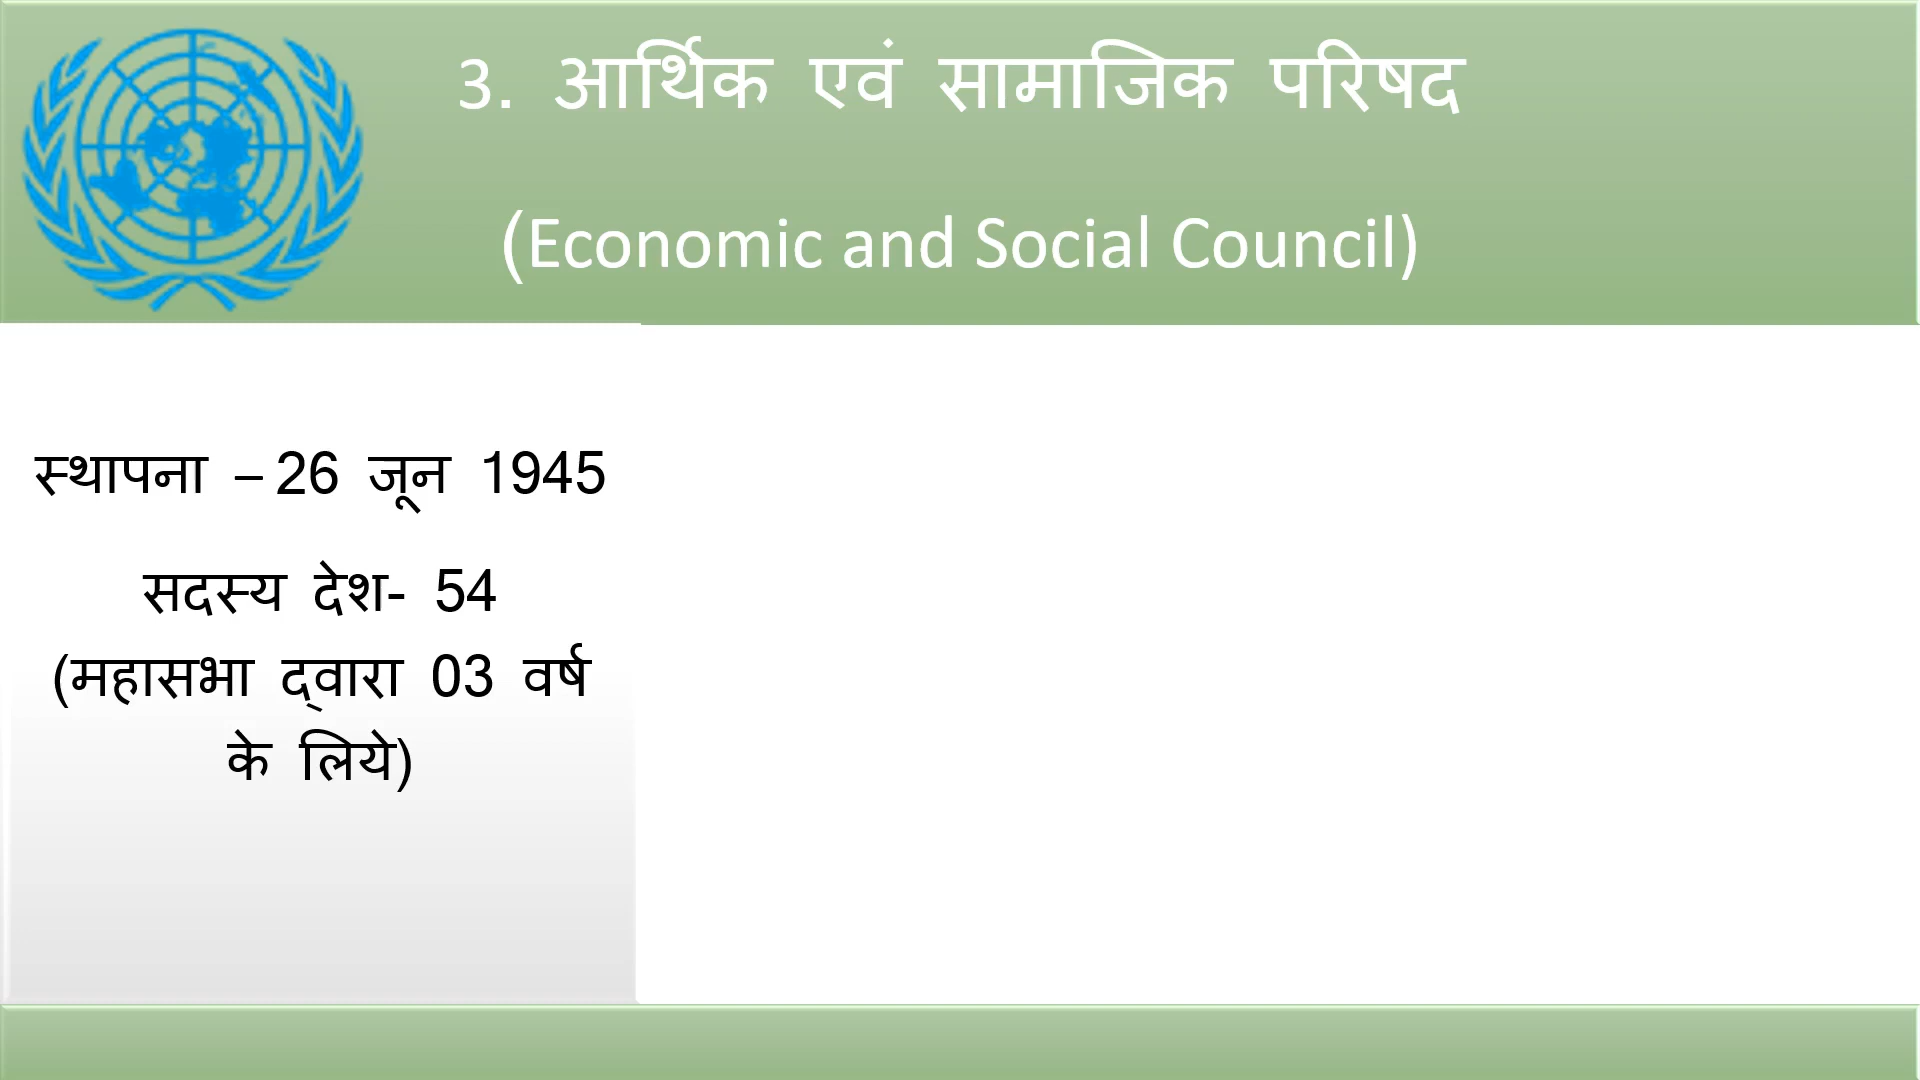 3. आर्थिक एवं सामाजिक परिषद
(Economic and Social Council)
स्थापना – 26 जून 1945
सदस्य देश- 54
(महासभा द्वारा 03 वर्ष
के लिये)